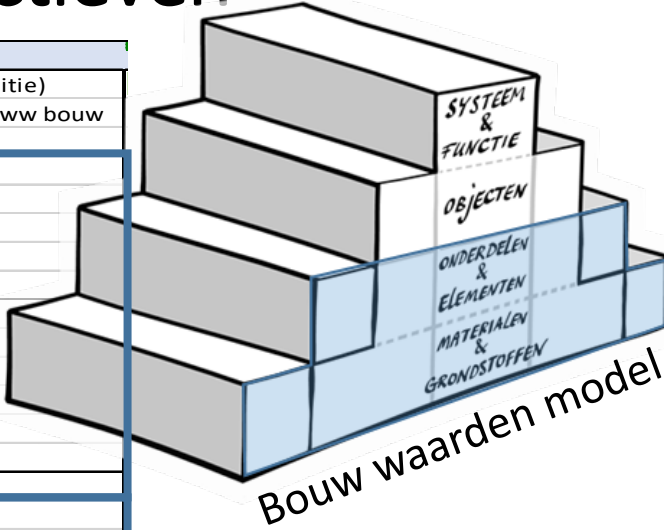 itie)
ww bouw
SYSTEEM
&
FUNCTIE
OBJECTEN
ONDERDELEN
&
ELEMENTEN
MATERIALEN
&
GRONDSTOFFEN
Bouw waarden model